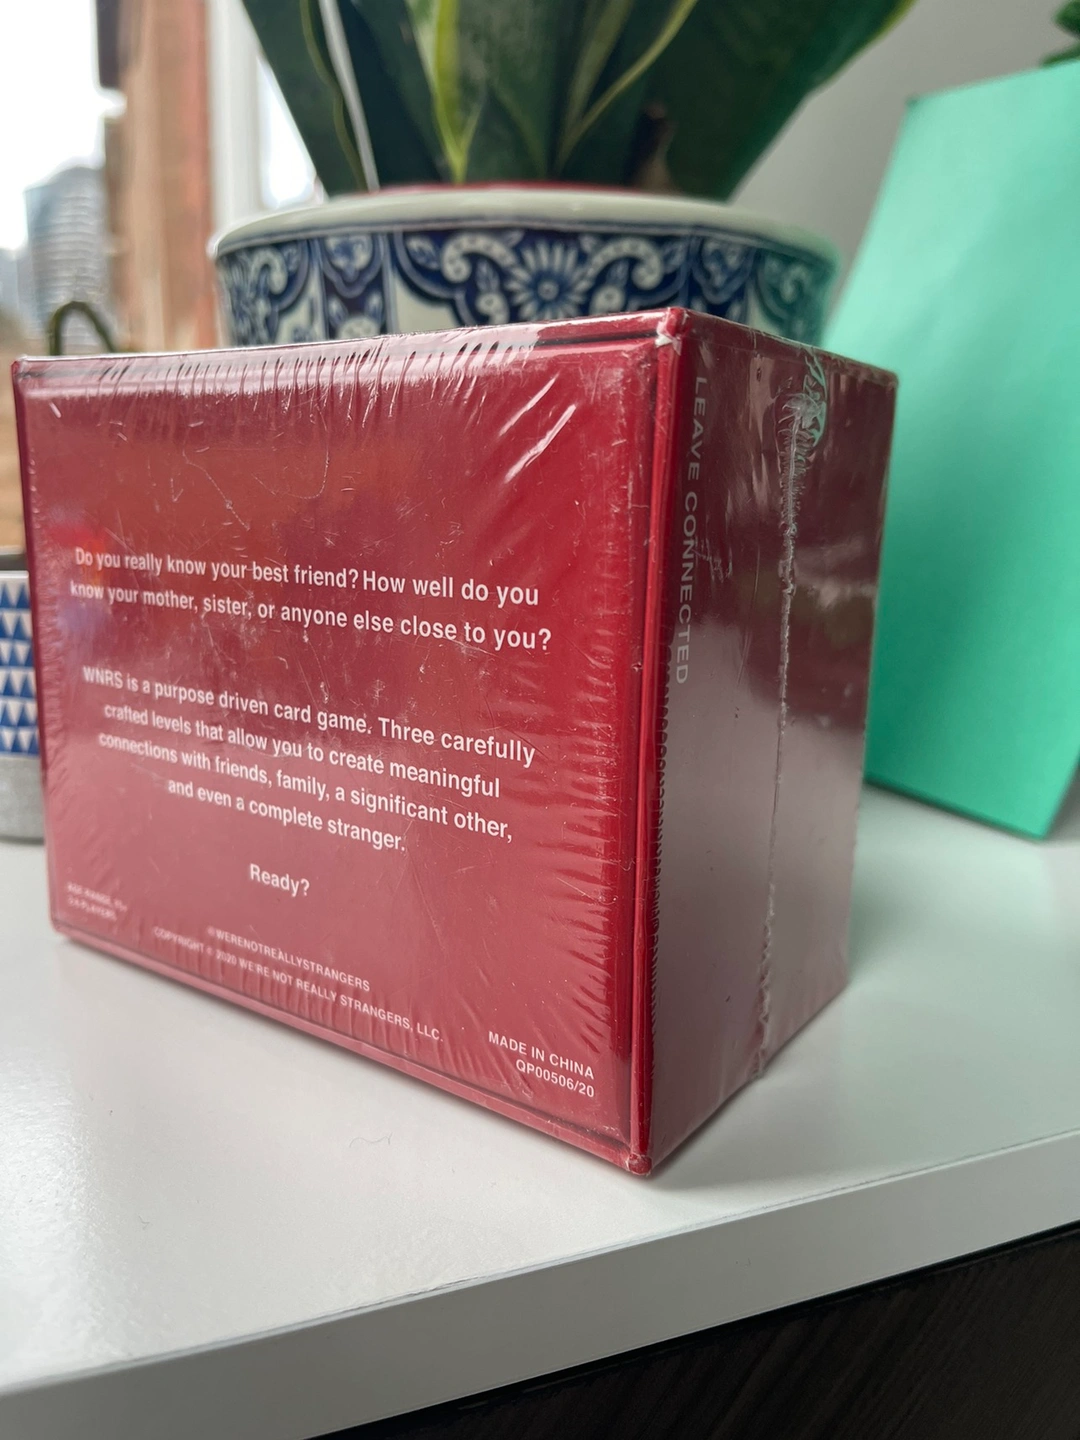 Do you really know your best friend? How well do you
know your mother, sister, or anyone else close to you?
WNRS is a purpose driven card game. Three carefully
crafted levels that allow you to create meaningful
connections with friends, family, a significant other,
and even a complete stranger.
Ready?
AGE RANGE
PLAYERS
@WERENOTREALLYSTRANGERS
COPYRIGHT © 2020 WE'RE NOT REALLY STRANGERS, LLC.
MADE IN CHINA
QP00506/20
LEAVE CONNECTED